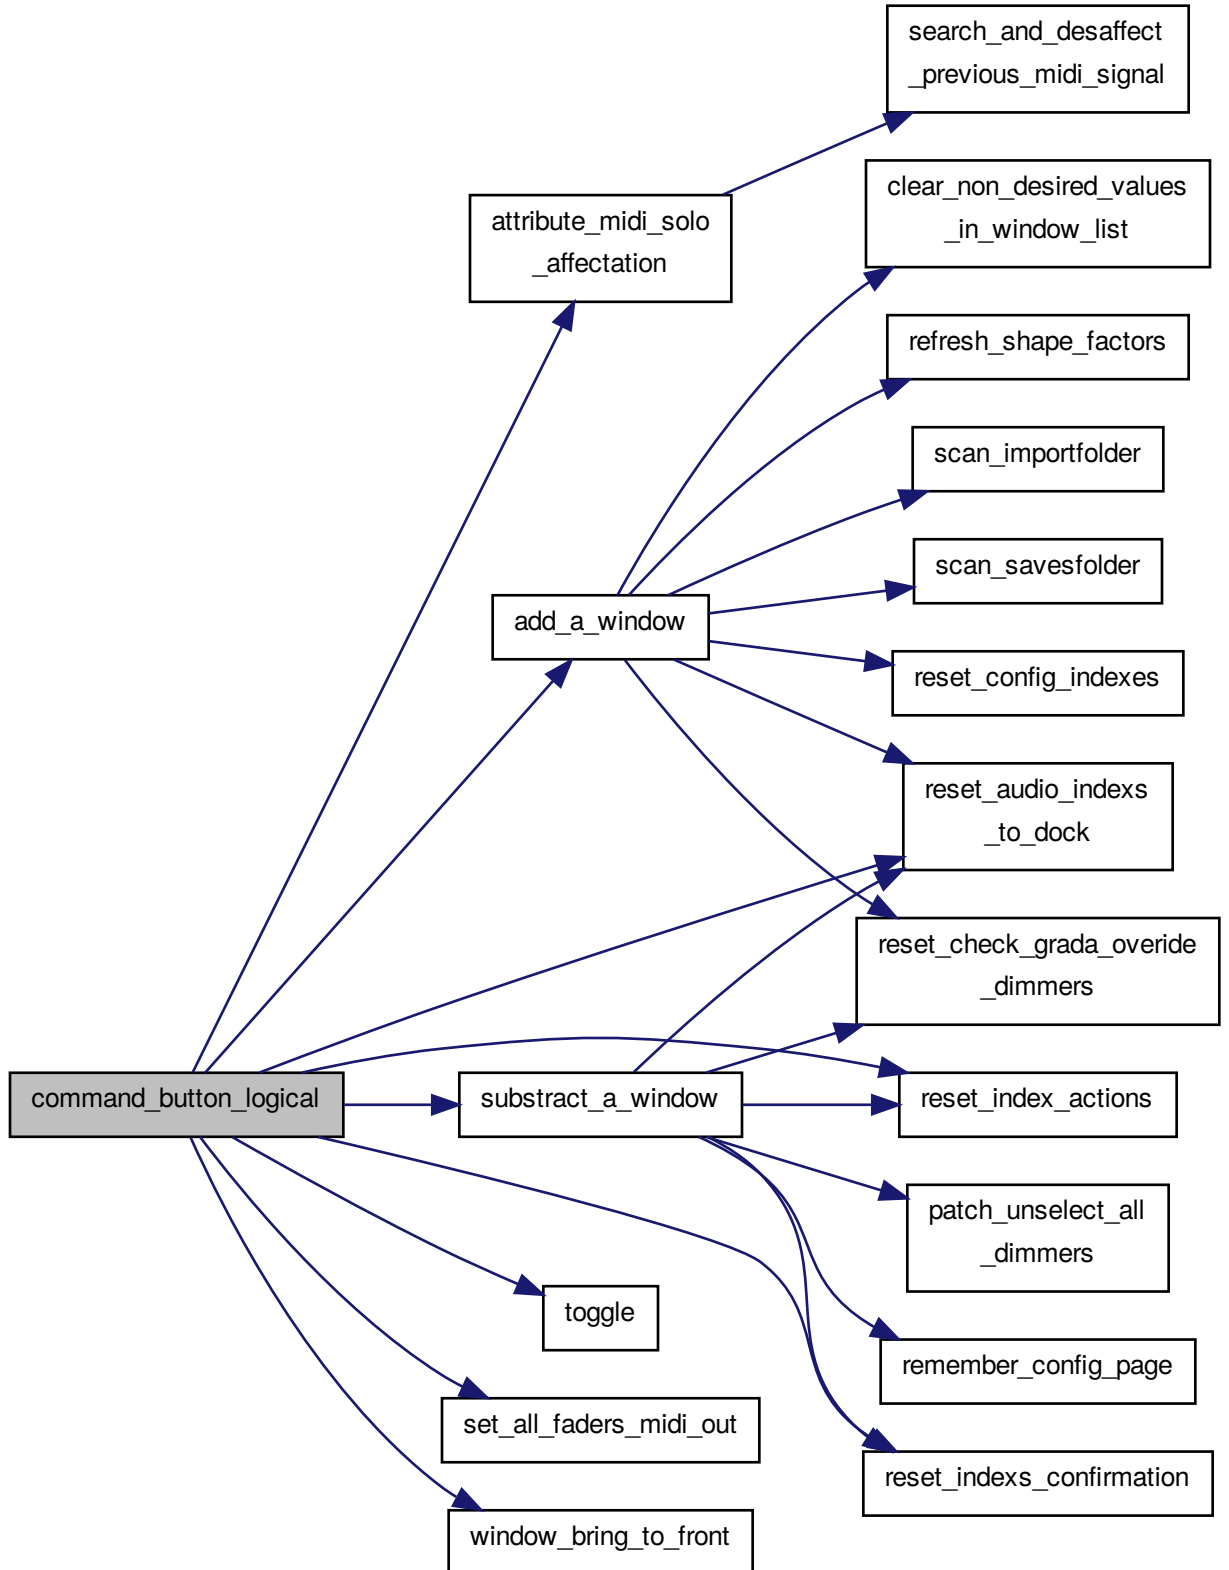 search_and_desaffect
_previous_midi_signal
clear_non_desired_values
_in_window_list
attribute_midi_solo
_affectation
refresh_shape_factors
scan_importfolder
scan_savesfolder
add_a_window
reset_config_indexes
reset_audio_indexs
_to_dock
reset_check_grada_overide
_dimmers
command_button_logical
substract_a_window
reset_index_actions
patch_unselect_all
_dimmers
toggle
remember_config_page
set_all_faders_midi_out
reset_indexs_confirmation
window_bring_to_front